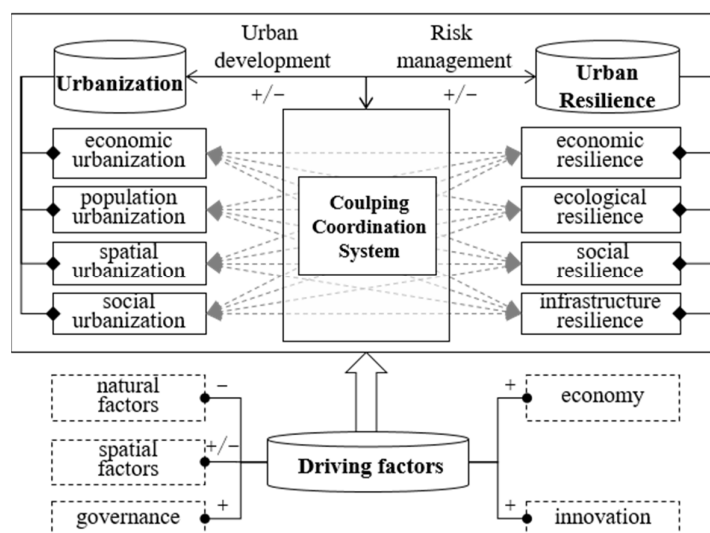 Urban
development
+/−
Risk
management
+/−
Urbanization
Urban
Resilience
economic
urbanization
population
urbanization
spatial
urbanization
social
urbanization
Coulping
Coordination
System
economic
resilience
ecological
resilience
social
resilience
infrastructure
resilience
natural
factors
−
spatial
factors
+/−
governance
+
Driving factors
+
economy
+
innovation